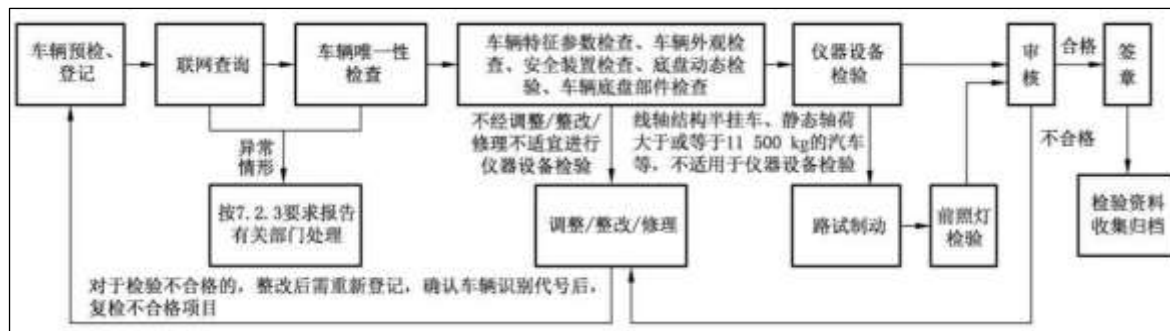 车辆预检、
登记
联网查询
车辆唯一性
检查
车辆特征参数检查、车辆外观检
查、安全装置检查、底盘动态检
验、车辆底盘部件检查
仪器设备
检验
审
核
合格
签
章
异常
情形
不经调整/整改/
修理不适宜进行
仪器设备检验
线轴结构半挂车、静态轴荷
大于或等于11 500 kg的汽车
等，不适用于仪器设备检验
不合格
按7.2.3要求报告
有关部门处理
调整/整改/修理
路试制动
前照灯
检验
检验资料
收集归档
对于检验不合格的，整改后需重新登记，确认车辆识别代号后，
复检不合格项目